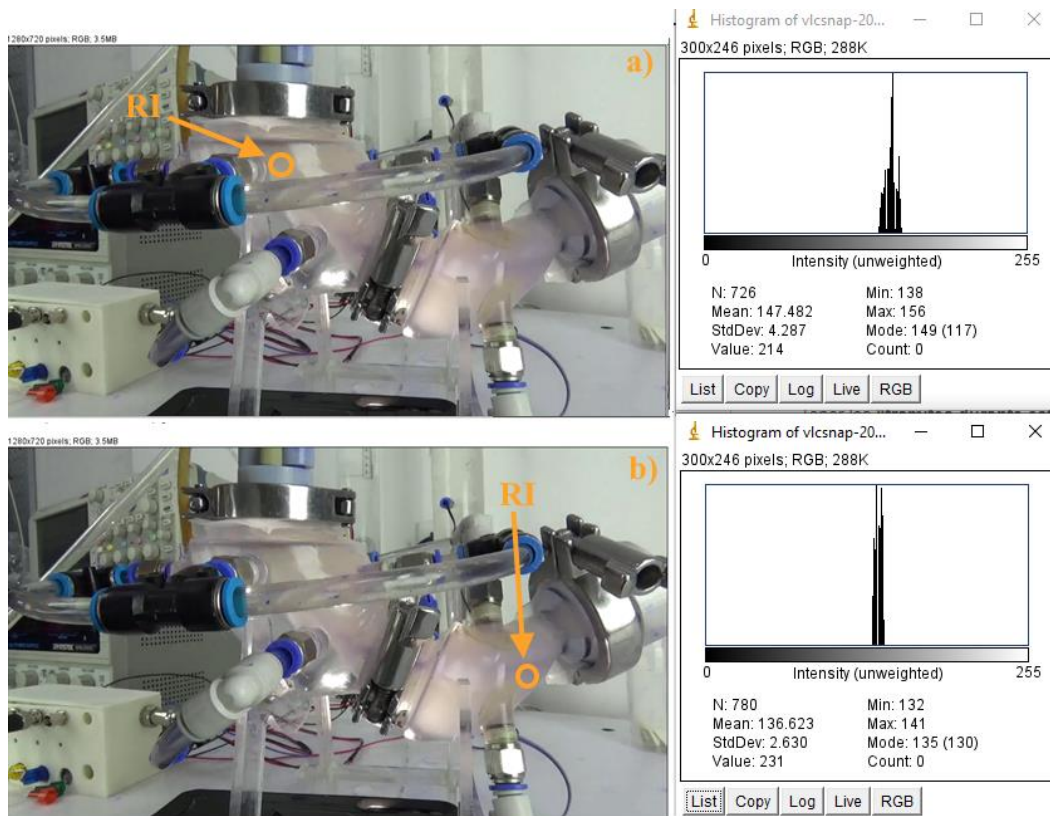 1280x720 pixels; RGB; 3.5MB
a)
RI
Histogram of vlcsnap-20...
300x246 pixels; RGB; 288K
0 Intensity (unweighted) 255
N: 726 Min: 138
Mean: 147.482 Max: 156
StdDev: 4.287 Mode: 149 (117)
Value: 214 Count: 0
List Copy Log Live RGB
1280x720 pixels; RGB; 3.5MB
b)
RI
Histogram of vlcsnap-20...
300x246 pixels; RGB; 288K
0 Intensity (unweighted) 255
N: 780 Min: 132
Mean: 136.623 Max: 141
StdDev: 2.630 Mode: 135 (130)
Value: 231 Count: 0
List Copy Log Live RGB